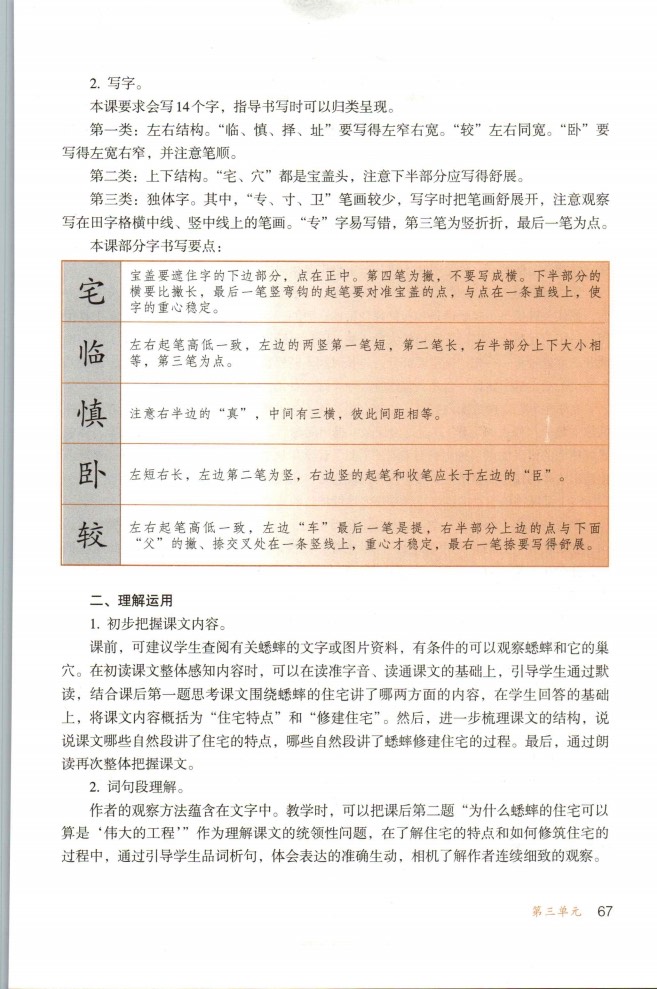 2. 写字。
本课要求会写14个字，指导书写时可以归类呈现。
第一类：左右结构。“临、慎、择、址”要写得左窄右宽。“较”左右同宽。“卧”要
写得左宽右窄，并注意笔顺。
第二类：上下结构。“宅、穴”都是宝盖头，注意下半部分应写得舒展。
第三类：独体字。其中，“专、寸、卫”笔画较少，写字时把笔画舒展开，注意观察
写在田字格横中线、竖中线上的笔画。“专”字易写错，第三笔为竖折折，最后一笔为点。
本课部分字书写要点：
宅
宝盖要遮住字的下边部分，点在正中。第四笔为撇，不要写成横。下半部分的
横要比撇长，最后一笔竖弯钩的起笔要对准宝盖的点，与点在一条直线上，使
字的重心稳定。
临
左右起笔高低一致，左边的两竖第一笔短，第二笔长，右半部分上下大小相
等，第三笔为点。
慎
注意右半边的“真”，中间有三横，彼此间距相等。
卧
左短右长，左边第二笔为竖，右边竖的起笔和收笔应长于左边的“臣”。
较
左右起笔高低一致，左边“车”最后一笔是提，右半部分上边的点与下面
“父”的撇、捺交叉处在一条竖线上，重心才稳定，最右一笔捺要写得舒展。
二、理解运用
1. 初步把握课文内容。
课前，可建议学生查阅有关蟋蟀的文字或图片资料，有条件的可以观察蟋蟀和它的巢
穴。在初读课文整体感知内容时，可以在读准字音、读通课文的基础上，引导学生通过默
读，结合课后第一题思考课文围绕蟋蟀的住宅讲了哪两方面的内容，在学生回答的基础
上，将课文内容概括为“住宅特点”和“修建住宅”。然后，进一步梳理课文的结构，说
说课文哪些自然段讲了住宅的特点，哪些自然段讲了蟋蟀修建住宅的过程。最后，通过朗
读再次整体把握课文。
2. 词句段理解。
作者的观察方法蕴含在文字中。教学时，可以把课后第二题“为什么蟋蟀的住宅可以
算是‘伟大的工程’”作为理解课文的统领性问题，在了解住宅的特点和如何修筑住宅的
过程中，通过引导学生品词析句，体会表达的准确生动，相机了解作者连续细致的观察。
第三单元 67